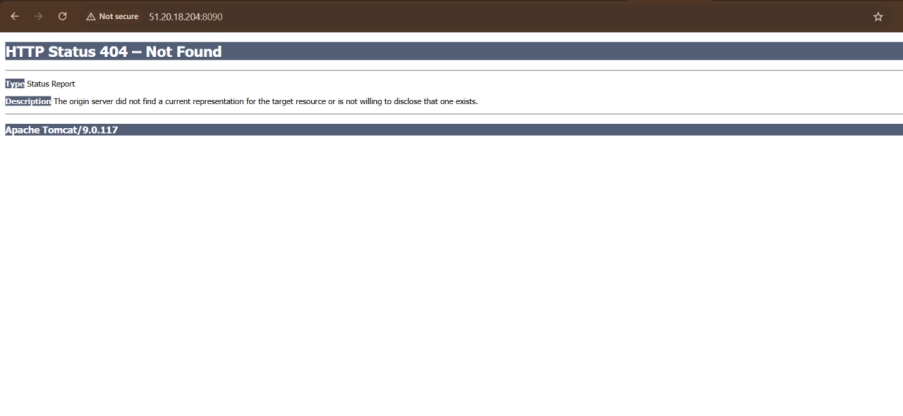 Not secure 51.20.18.204:8090
HTTP Status 404 – Not Found
Type Status Report
Description The origin server did not find a current representation for the target resource or is not willing to disclose that one exists.
Apache Tomcat/9.0.117